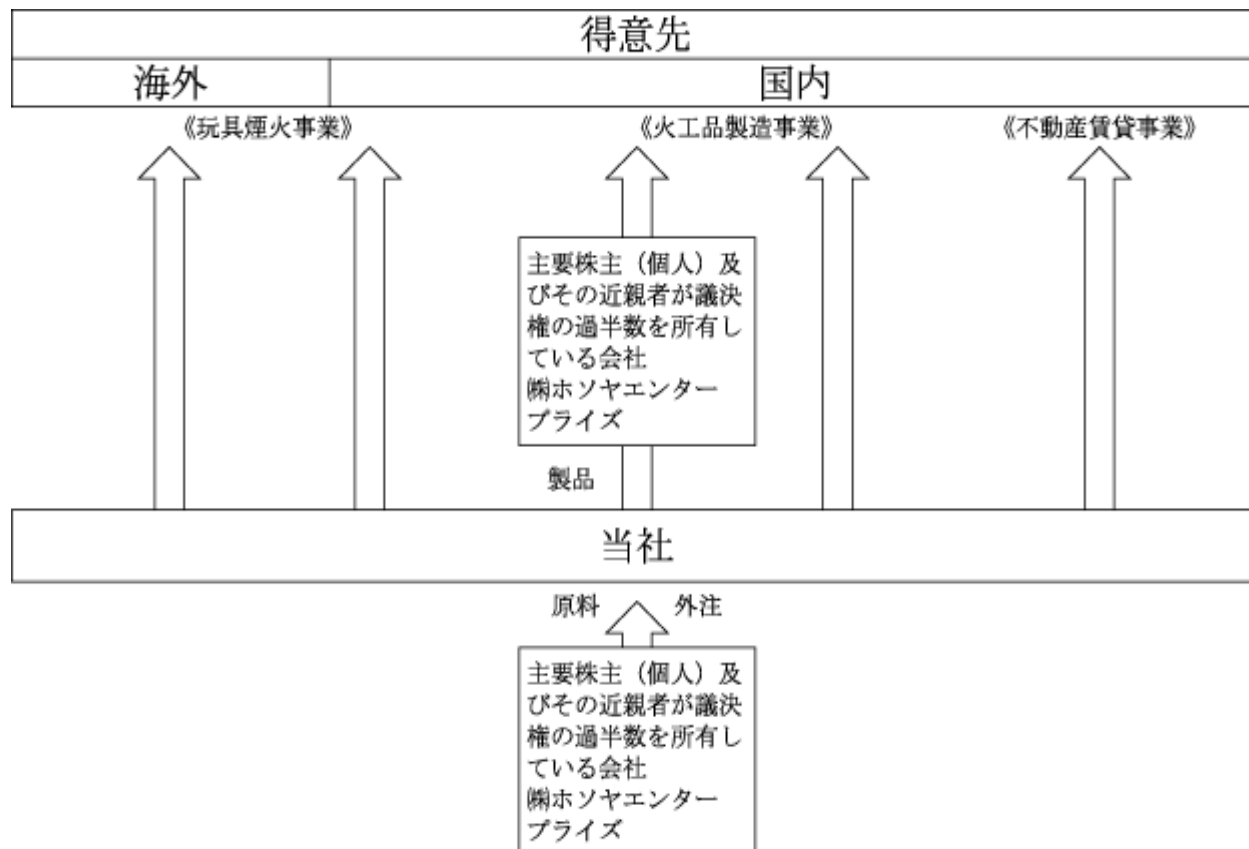 得意先
海外
国内
《玩具煙火事業》
《火工品製造事業》
《不動産賃貸事業》
主要株主（個人）及
びその近親者が議決
権の過半数を所有し
ている会社
㈱ホソヤエンター
プライズ
製品
当社
原料
外注
主要株主（個人）及
びその近親者が議決
権の過半数を所有し
ている会社
㈱ホソヤエンター
プライズ